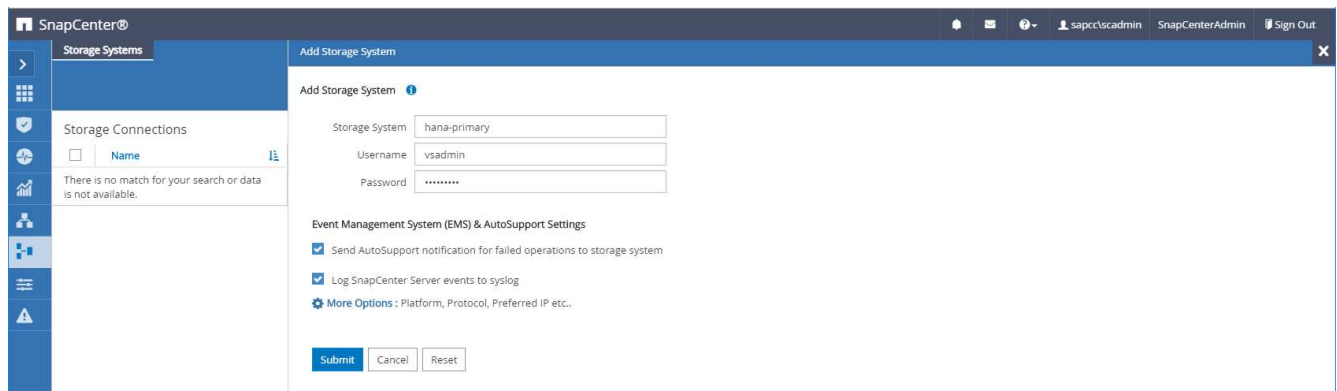 SnapCenter®
sapcc\scadmin SnapCenterAdmin Sign Out
Storage Systems
Add Storage System
Add Storage System
Storage Connections
Name
There is no match for your search or data
is not available.
Storage System hana-primary
Username vsadmin
Password •••••••••
Event Management System (EMS) & AutoSupport Settings
Send AutoSupport notification for failed operations to storage system
Log SnapCenter Server events to syslog
More Options : Platform, Protocol, Preferred IP etc..
Submit Cancel Reset